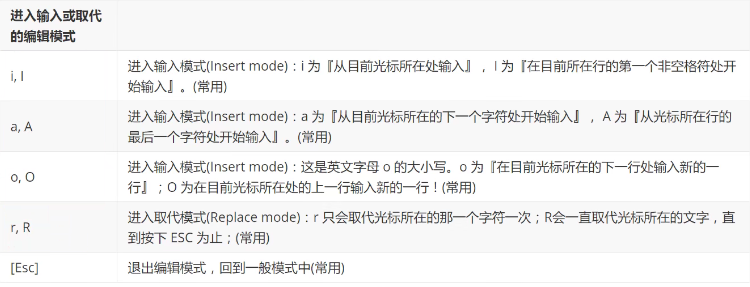 进入输入或取代
的编辑模式
i, I
进入输入模式(Insert mode)：i 为『从目前光标所在处输入』， I 为『在目前所在行的第一个非空格符处开
始输入』。(常用)
a, A
进入输入模式(Insert mode)：a 为『从目前光标所在的下一个字符处开始输入』， A 为『从光标所在行的
最后一个字符处开始输入』。(常用)
o, O
进入输入模式(Insert mode)：这是英文字母 o 的大小写。o 为『在目前光标所在的下一行处输入新的一
行』；O 为在目前光标所在处的上一行输入新的一行！(常用)
r, R
进入取代模式(Replace mode)：r 只会取代光标所在的那一个字符一次；R会一直取代光标所在的文字，直
到按下 ESC 为止；(常用)
[Esc]
退出编辑模式，回到一般模式中(常用)